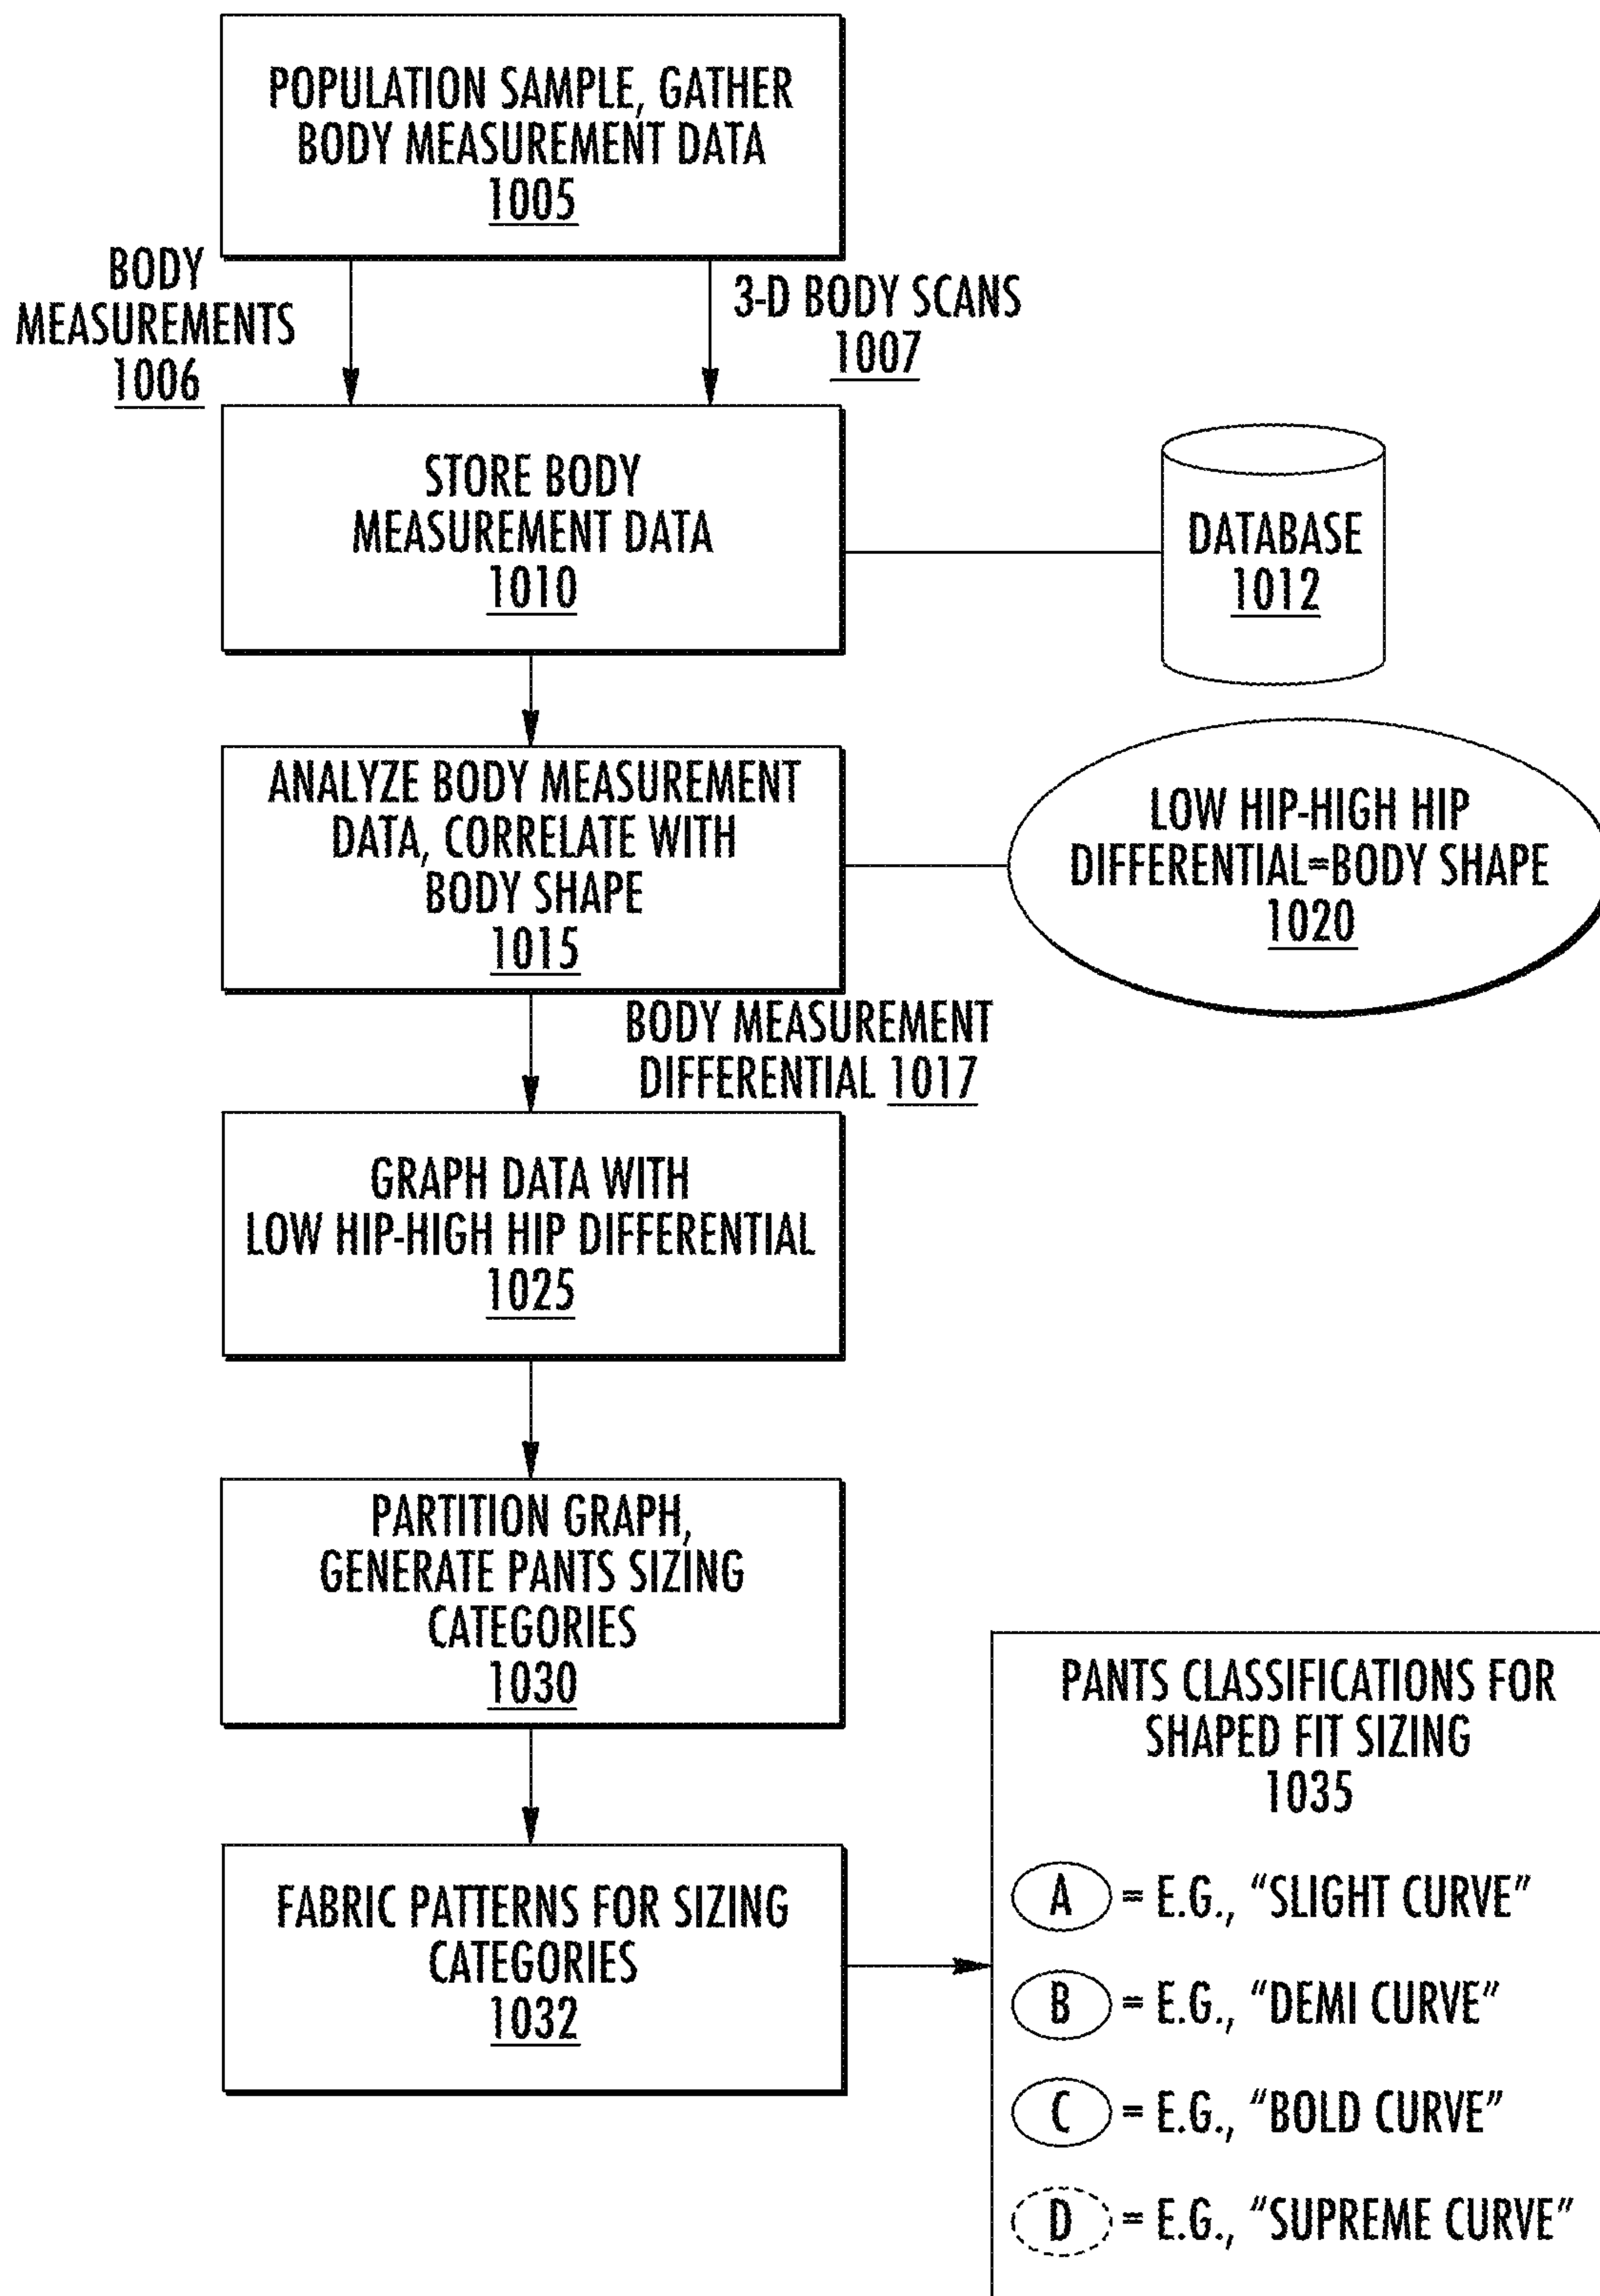 POPULATION SAMPLE, GATHER
BODY MEASUREMENT DATA
1005
BODY
MEASUREMENTS
1006
3-D BODY SCANS
1007
STORE BODY
MEASUREMENT DATA
1010
DATABASE
1012
ANALYZE BODY MEASUREMENT
DATA, CORRELATE WITH
BODY SHAPE
1015
LOW HIP-HIGH HIP
DIFFERENTIAL=BODY SHAPE
1020
BODY MEASUREMENT
DIFFERENTIAL 1017
GRAPH DATA WITH
LOW HIP-HIGH HIP DIFFERENTIAL
1025
PARTITION GRAPH,
GENERATE PANTS SIZING
CATEGORIES
1030
FABRIC PATTERNS FOR SIZING
CATEGORIES
1032
PANTS CLASSIFICATIONS FOR
SHAPED FIT SIZING
1035
A = E.G., "SLIGHT CURVE"
B = E.G., "DEMI CURVE"
C = E.G., "BOLD CURVE"
D = E.G., "SUPREME CURVE"